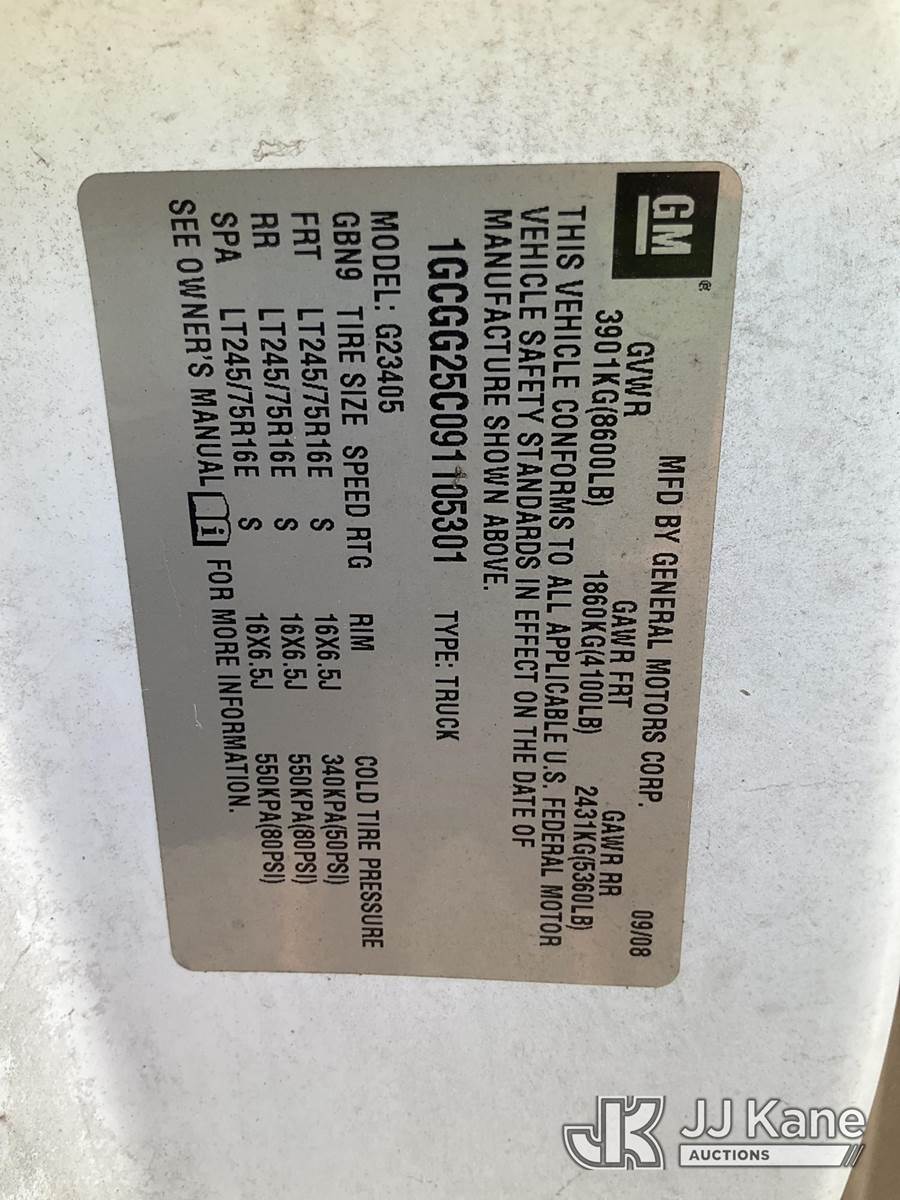 GM®
MFD BY GENERAL MOTORS CORP. 09/08
GVWR GAWR FRT GAWR RR
3901KG(8600LB) 1860KG(4100LB) 2431KG(5360LB)
THIS VEHICLE CONFORMS TO ALL APPLICABLE U.S. FEDERAL MOTOR
VEHICLE SAFETY STANDARDS IN EFFECT ON THE DATE OF
MANUFACTURE SHOWN ABOVE.
1GCGG25C091105301 TYPE: TRUCK
MODEL: G23405
GBN9 TIRE SIZE SPEED RTG RIM COLD TIRE PRESSURE
FRT LT245/75R16E S 16X6.5J 340KPA(50PSI)
RR LT245/75R16E S 16X6.5J 550KPA(80PSI)
SPA LT245/75R16E S 16X6.5J 550KPA(80PSI)
SEE OWNER'S MANUAL i FOR MORE INFORMATION.
JK JJ Kane
AUCTIONS